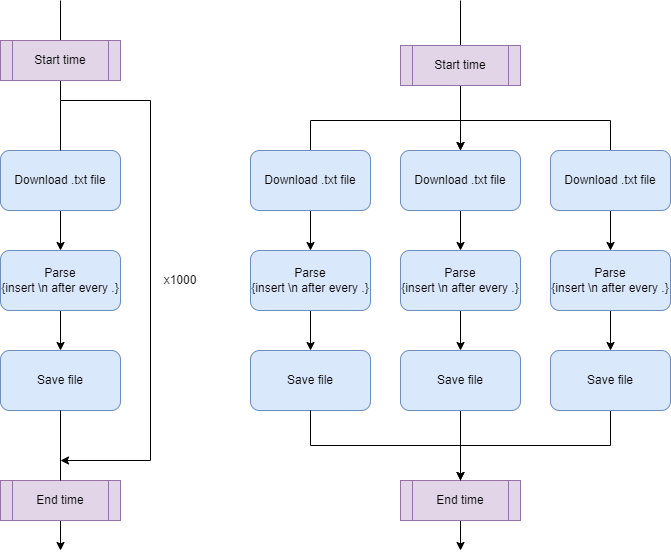 Start time
Download .txt file
Parse
{insert \n after every .}
Save file
End time
x1000
Start time
Download .txt file
Download .txt file
Download .txt file
Parse
{insert \n after every .}
Parse
{insert \n after every .}
Parse
{insert \n after every .}
Save file
Save file
Save file
End time